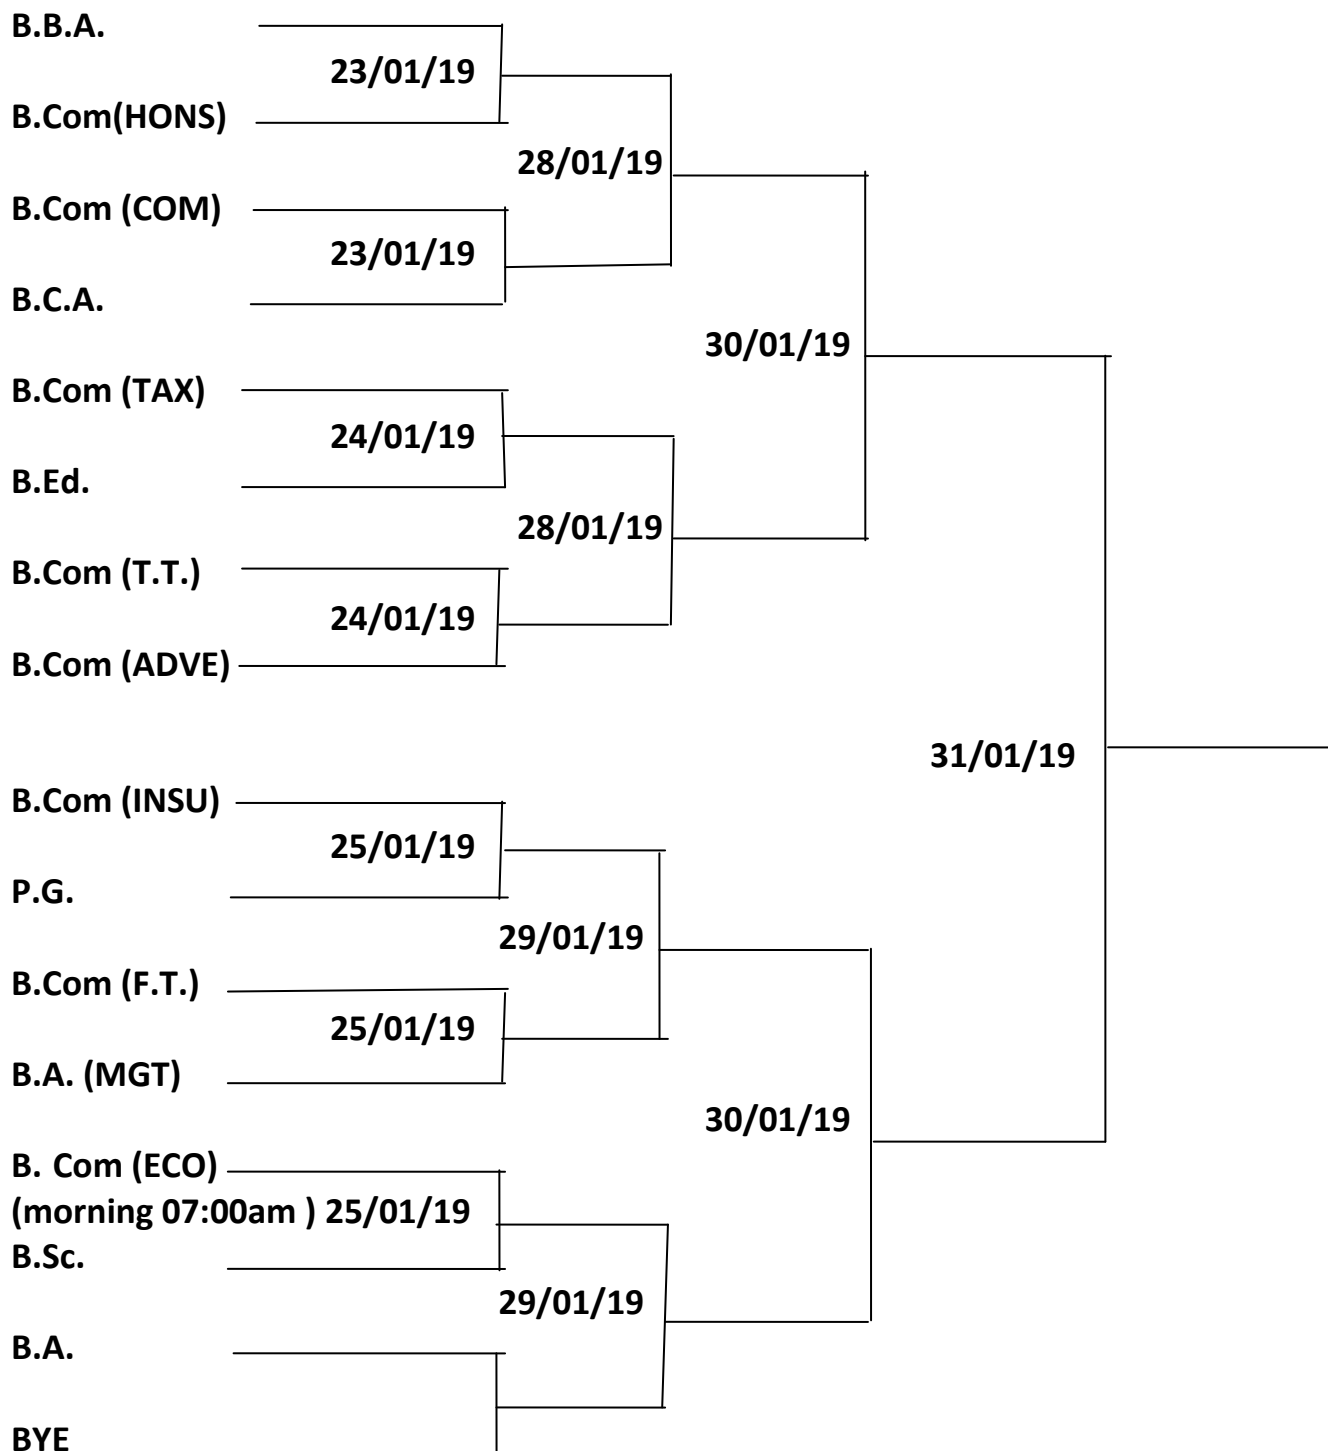 B.B.A.
23/01/19
B.Com(HONS)
28/01/19
B.Com (COM)
23/01/19
B.C.A.
30/01/19
B.Com (TAX)
24/01/19
B.Ed.
28/01/19
B.Com (T.T.)
24/01/19
B.Com (ADVE)
31/01/19
B.Com (INSU)
25/01/19
P.G.
29/01/19
B.Com (F.T.)
25/01/19
B.A. (MGT)
30/01/19
B. Com (ECO)
(morning 07:00am ) 25/01/19
B.Sc.
29/01/19
B.A.
BYE